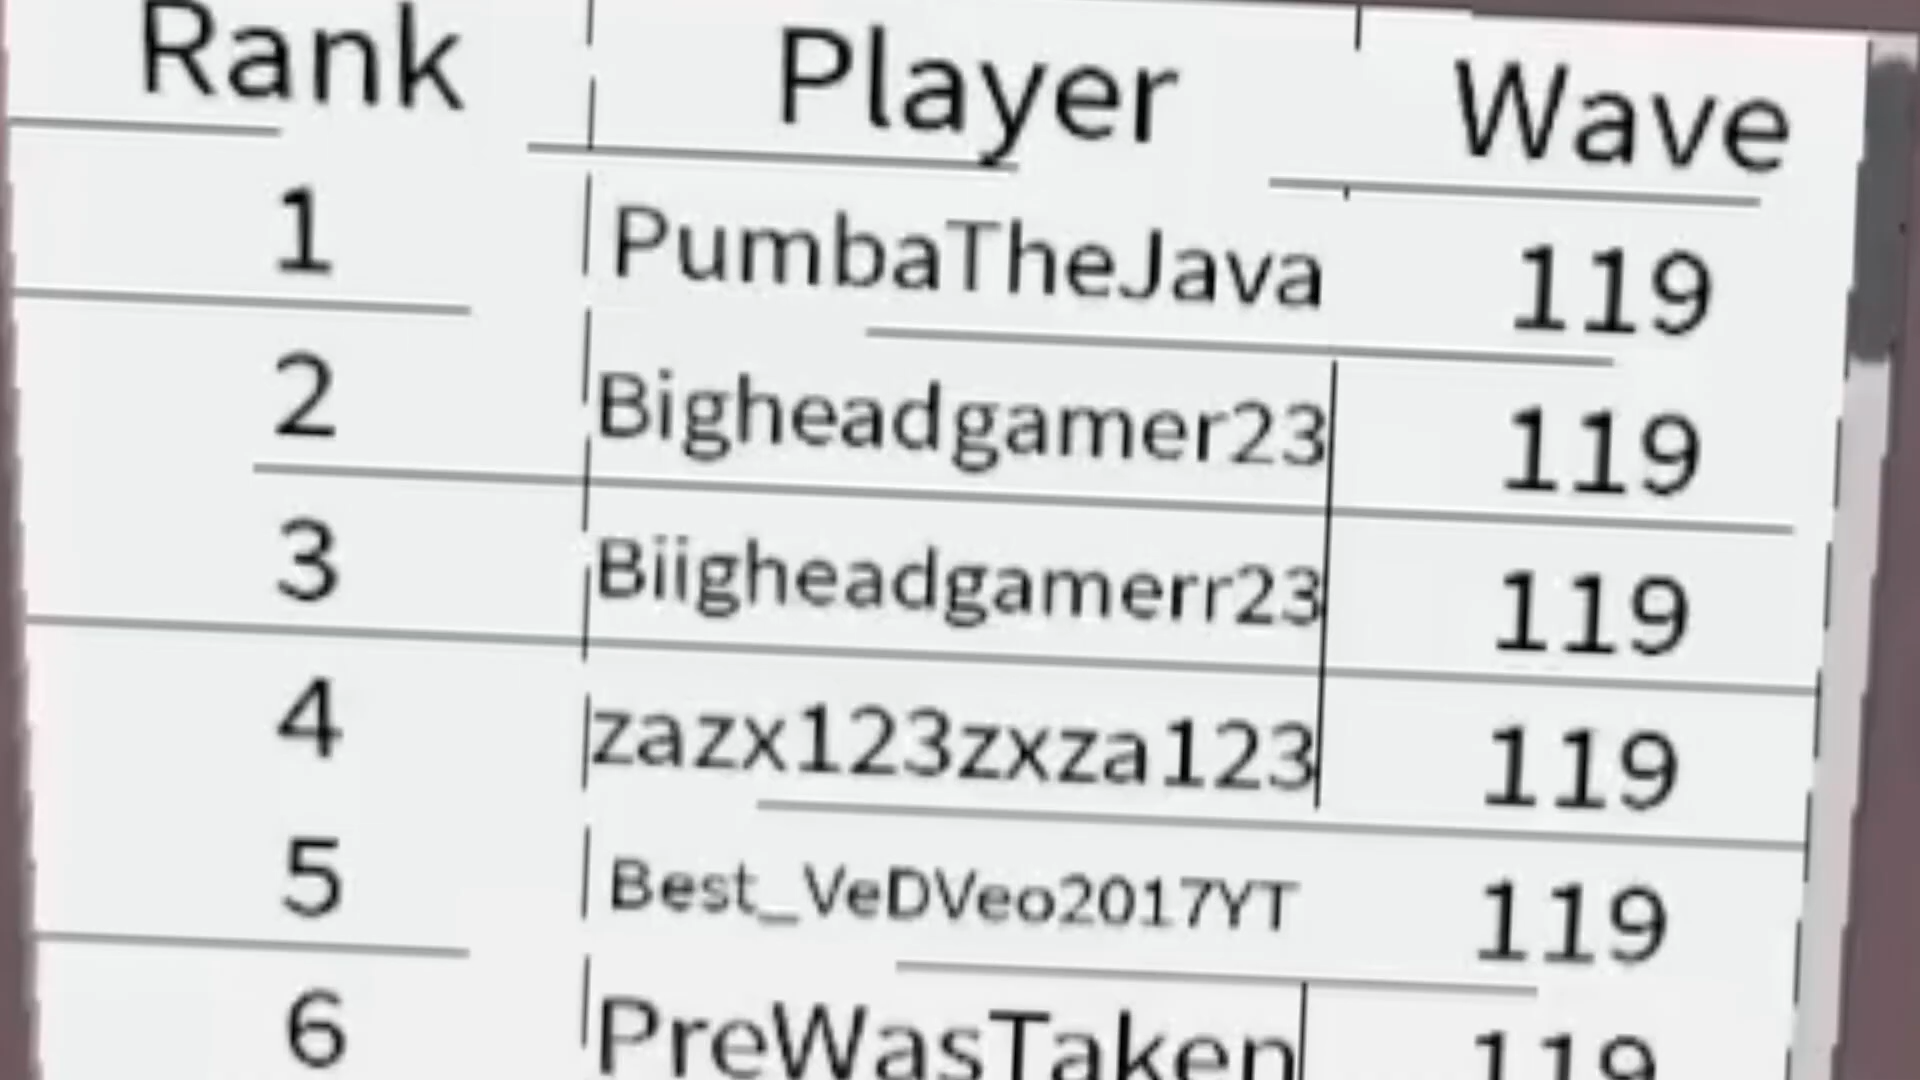 Rank Player Wave
1 PumbaTheJava 119
2 Bigheadgamer23 119
3 Biigheadgamerr23 119
4 zazx123zxza123 119
5 Best_VeDVeo2017YT 119
6 PreWasTaken 119